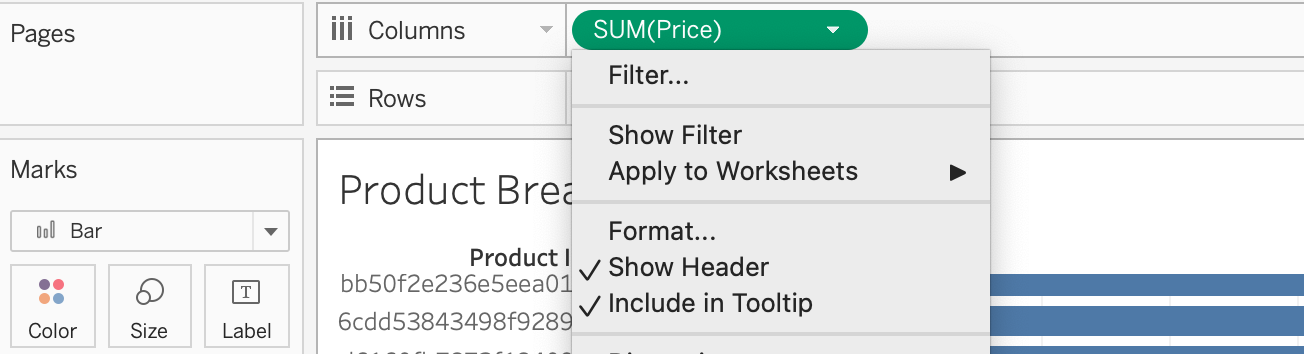 Pages
Columns
SUM(Price)
Filter...
Rows
Show Filter
Apply to Worksheets
Marks
Product Brea
Format...
Bar
Product I
Show Header
bb50f2e236e5eea01
Include in Tooltip
6cdd53843498f9289
Color
Size
T
Label